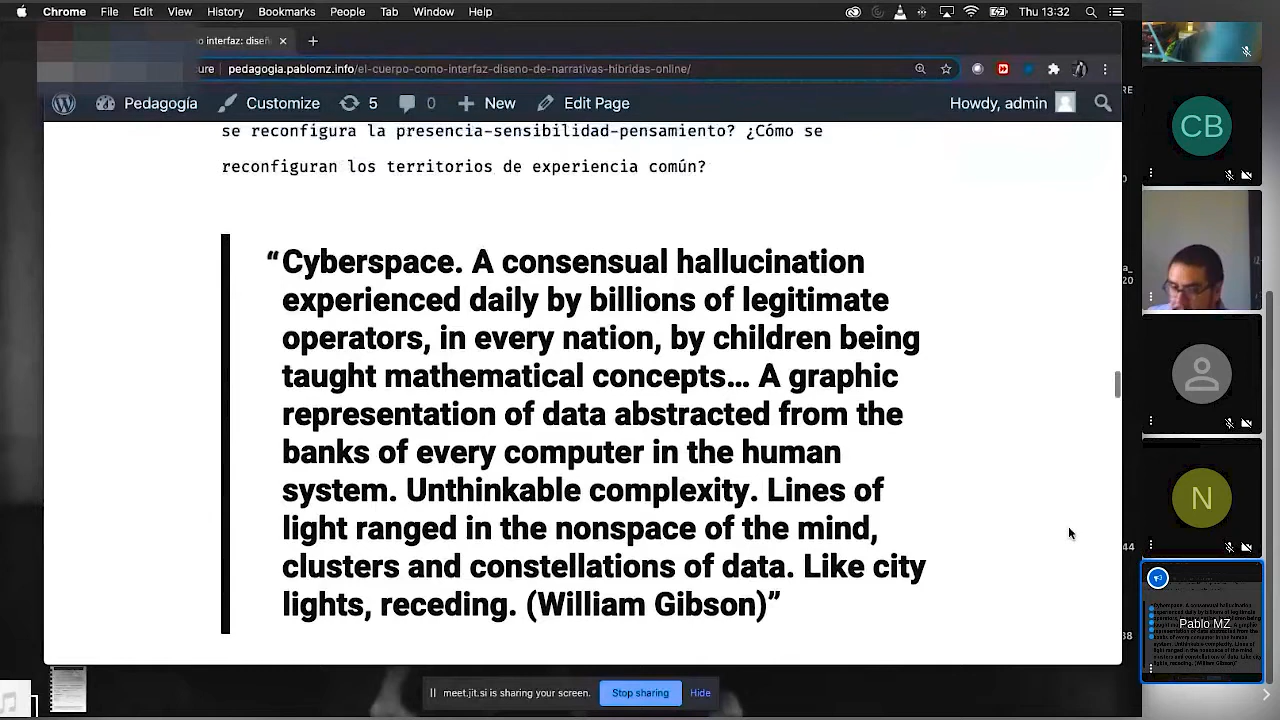 Chrome File Edit View History Bookmarks People Tab Window Help Thu 13:32
o interfaz: diseñ
ure pedagogia.pablomz.info/el-cuerpo-como-interfaz-diseno-de-narrativas-hibridas-online/
Pedagogía Customize 5 0 New Edit Page Howdy, admin
se reconfigura la presencia-sensibilidad-pensamiento? ¿Cómo se
reconfiguran los territorios de experiencia común?
“Cyberspace. A consensual hallucination
experienced daily by billions of legitimate
operators, in every nation, by children being
taught mathematical concepts… A graphic
representation of data abstracted from the
banks of every computer in the human
system. Unthinkable complexity. Lines of
light ranged in the nonspace of the mind,
clusters and constellations of data. Like city
lights, receding. (William Gibson)”
meet.jit.si is sharing your screen. Stop sharing Hide
CB
N
44
Pablo MZ
38